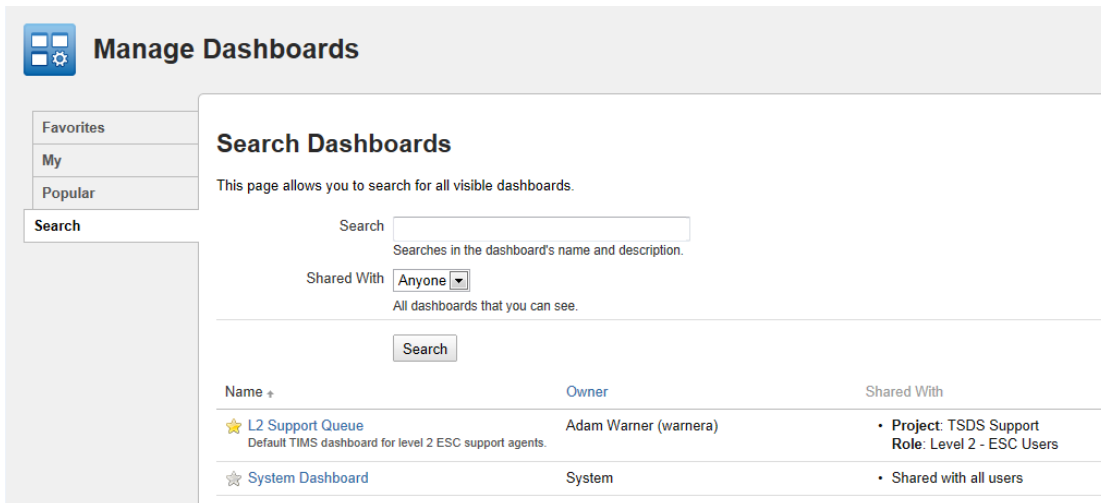 Manage Dashboards
Favorites
My
Popular
Search
Search Dashboards
This page allows you to search for all visible dashboards.
Search
Searches in the dashboard's name and description.
Shared With Anyone
All dashboards that you can see.
Search
Name Owner Shared With
L2 Support Queue Adam Warner (warnera) • Project: TSDS Support
Default TIMS dashboard for level 2 ESC support agents. Role: Level 2 - ESC Users
System Dashboard System • Shared with all users